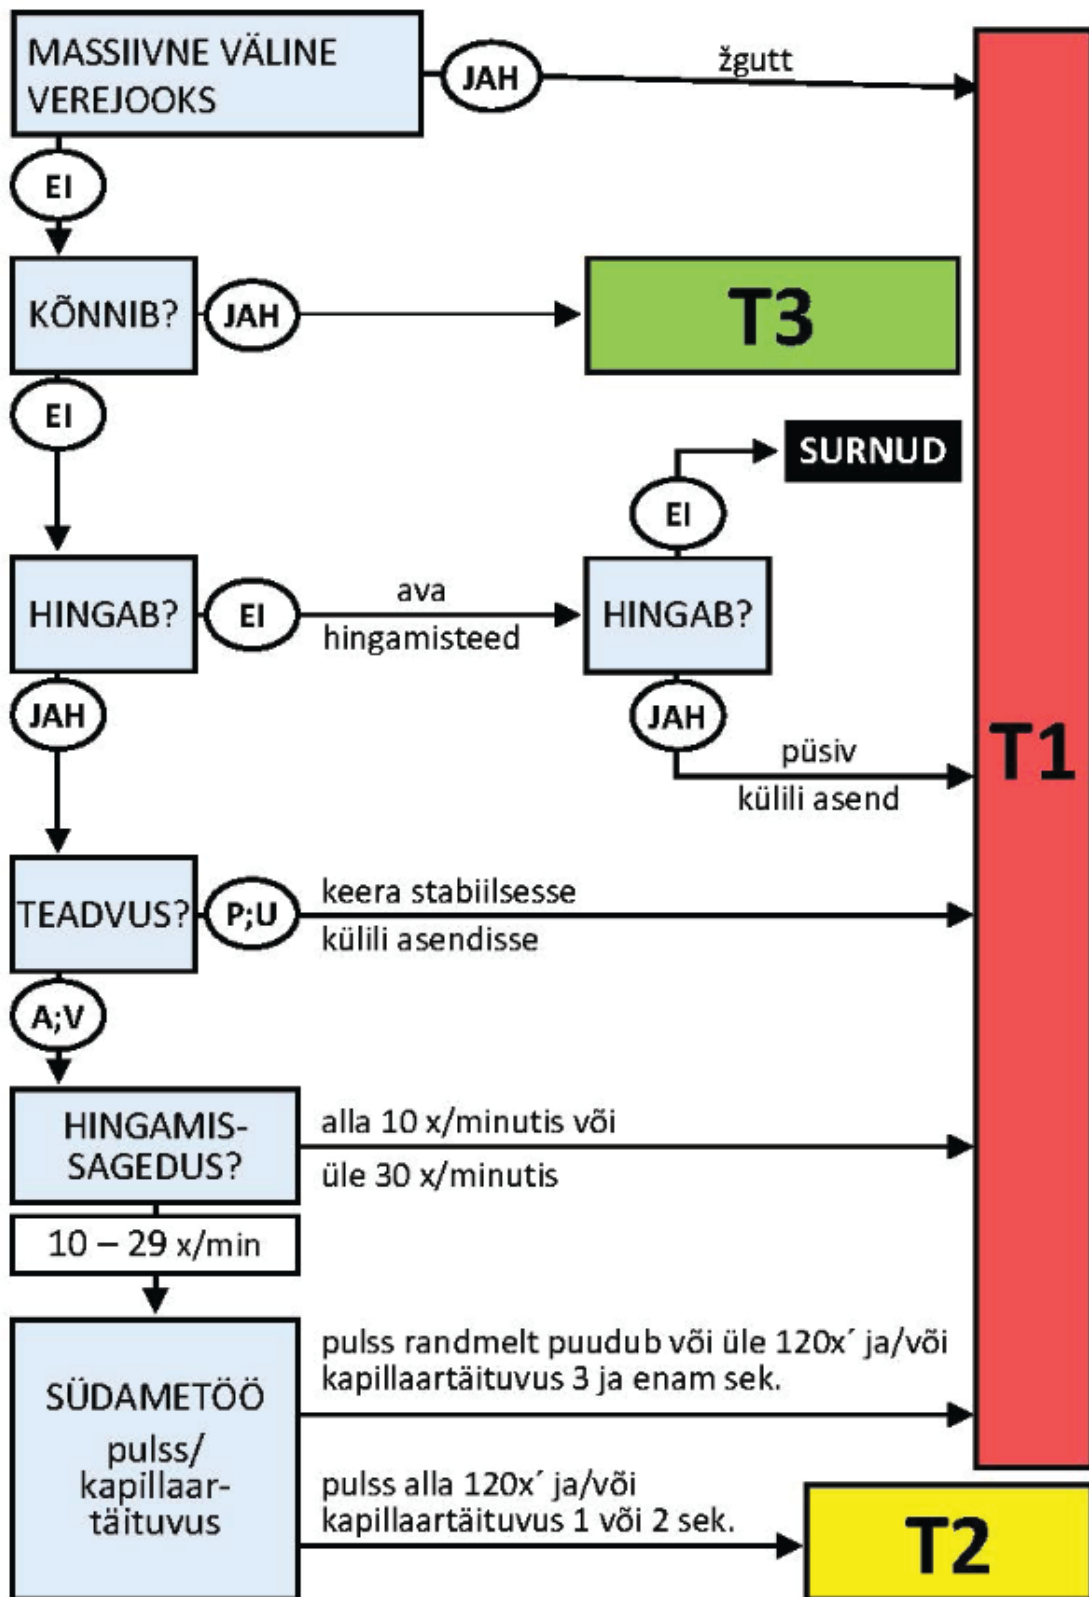 MASSIIVNE VÄLINE
VEREJOOKS
JAH
žgutt
EI
KÕNNIB?
JAH
T3
EI
SURNUD
EI
HINGAB?
EI
ava
hingamisteed
HINGAB?
JAH
JAH
püsiv
külili asend
T1
TEADVUS?
P;U
keera stabiilsesse
külili asendisse
A;V
HINGAMIS-
SAGEDUS?
alla 10 x/minutis või
üle 30 x/minutis
10 – 29 x/min
SÜDAMETÖÖ
pulss/
kapillaar-
täituvus
pulss randmelt puudub või üle 120x´ ja/või
kapillaartäituvus 3 ja enam sek.
pulss alla 120x´ ja/või
kapillaartäituvus 1 või 2 sek.
T2